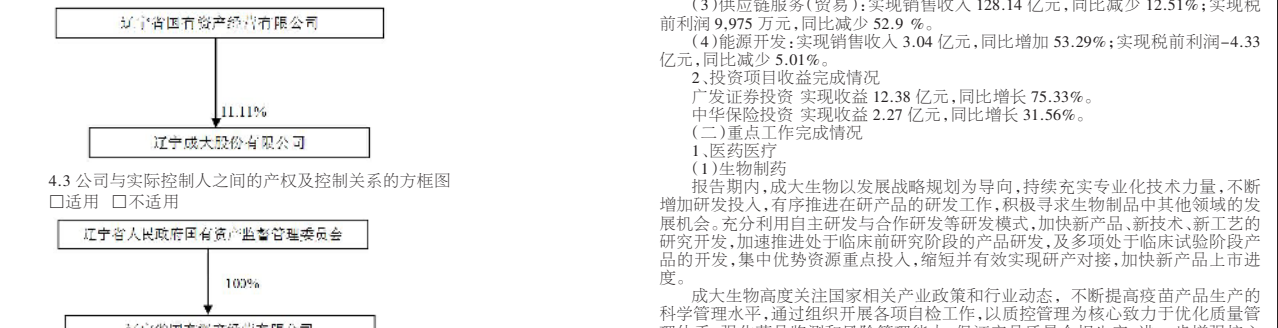 辽宁省国有资产经营有限公司
11.11%
辽宁成大股份有限公司
4.3 公司与实际控制人之间的产权及控制关系的方框图
□适用 □不适用
辽宁省人民政府国有资产监督管理委员会
100%
辽宁省国有资产经营有限公司
(3)供应链服务(贸易):实现销售收入 128.14 亿元,同比减少 12.51%;实现税
前利润 9,975 万元,同比减少 52.9 %。
(4)能源开发:实现销售收入 3.04 亿元,同比增加 53.29%;实现税前利润-4.33
亿元,同比减少 5.01%。
2、投资项目收益完成情况
广发证券投资 实现收益 12.38 亿元,同比增长 75.33%。
中华保险投资 实现收益 2.27 亿元,同比增长 31.56%。
(二)重点工作完成情况
1、医药医疗
(1)生物制药
报告期内,成大生物以发展战略规划为导向,持续充实专业化技术力量,不断
增加研发投入,有序推进在研产品的研发工作,积极寻求生物制品中其他领域的发
展机会。充分利用自主研发与合作研发等研发模式,加快新产品、新技术、新工艺的
研究开发,加速推进处于临床前研究阶段的产品研发,及多项处于临床试验阶段产
品的开发,集中优势资源重点投入,缩短并有效实现研产对接,加快新产品上市进
度。
成大生物高度关注国家相关产业政策和行业动态, 不断提高疫苗产品生产的
科学管理水平,通过组织开展各项自检工作,以质控管理为核心致力于优化质量管